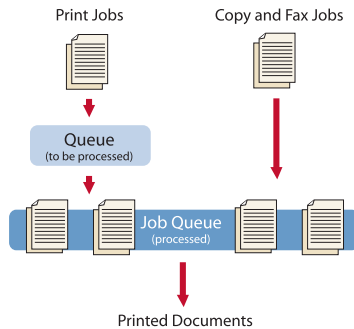 Print Jobs
Copy and Fax Jobs
Queue
(to be processed)
Job Queue
(processed)
Printed Documents